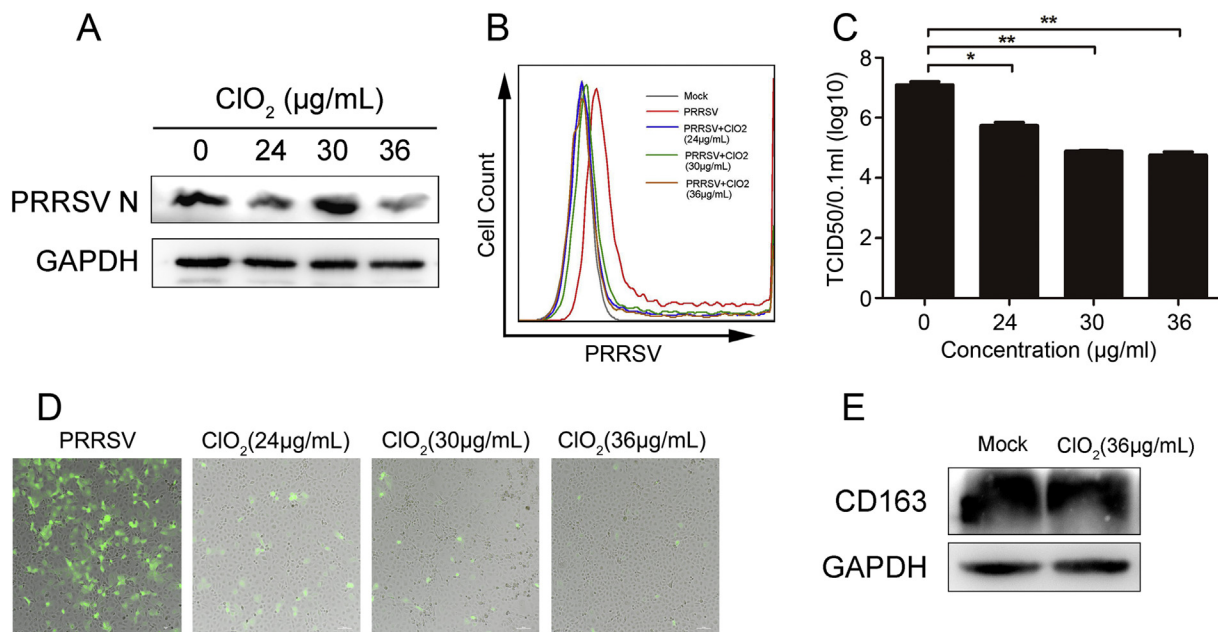 A
ClO₂ (µg/mL)
0 24 30 36
PRRSV N
GAPDH
B
Cell Count
Mock
PRRSV
PRRSV+ClO2
(24µg/mL)
PRRSV+ClO2
(30µg/mL)
PRRSV+ClO2
(36µg/mL)
PRRSV
C
**
**
*
TCID50/0.1ml (log10)
8
6
4
2
0
0 24 30 36
Concentration (µg/ml)
D
PRRSV ClO₂(24µg/mL) ClO₂(30µg/mL) ClO₂(36µg/mL)
E
Mock ClO₂(36µg/mL)
CD163
GAPDH